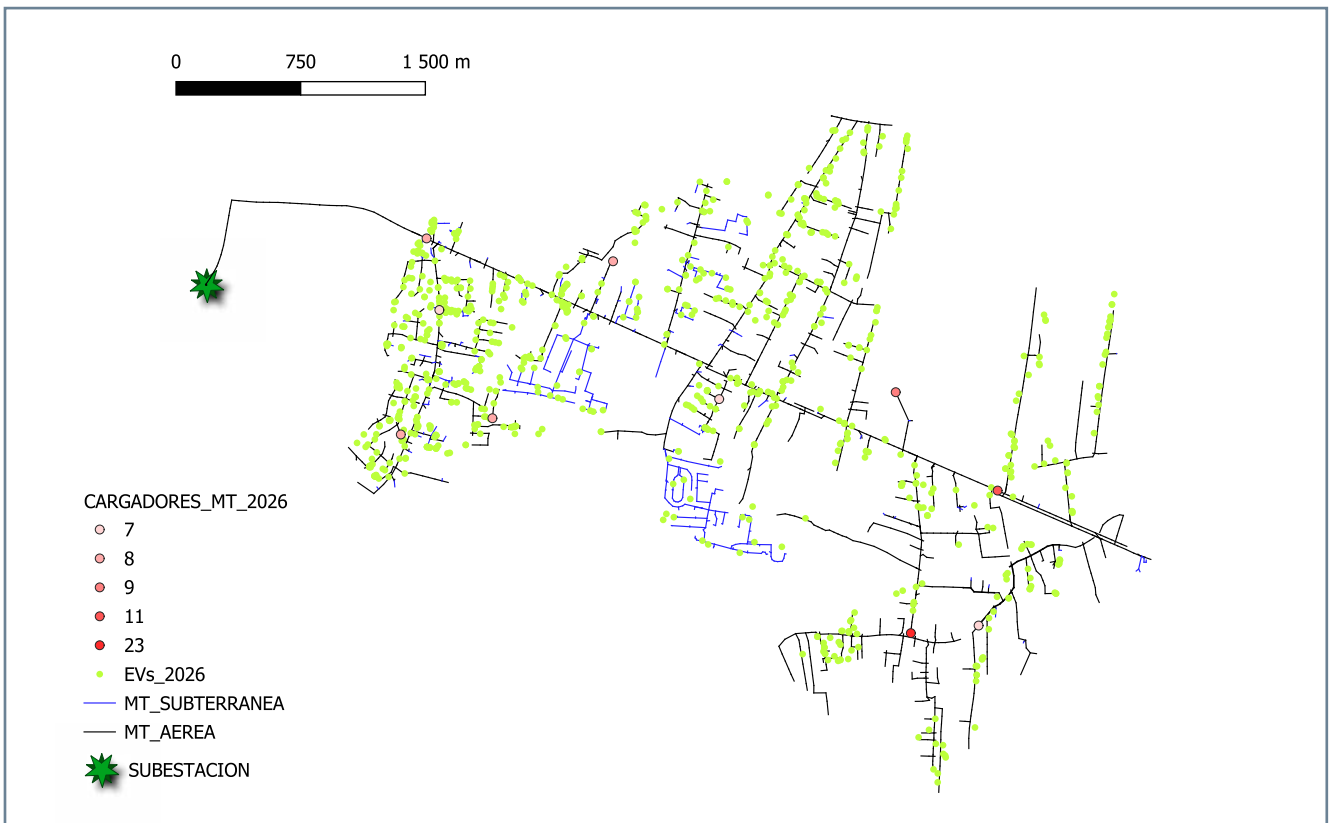 0 750 1 500 m
CARGADORES_MT_2026
7
8
9
11
23
EVs_2026
MT_SUBTERRANEA
MT_AEREA
SUBESTACION